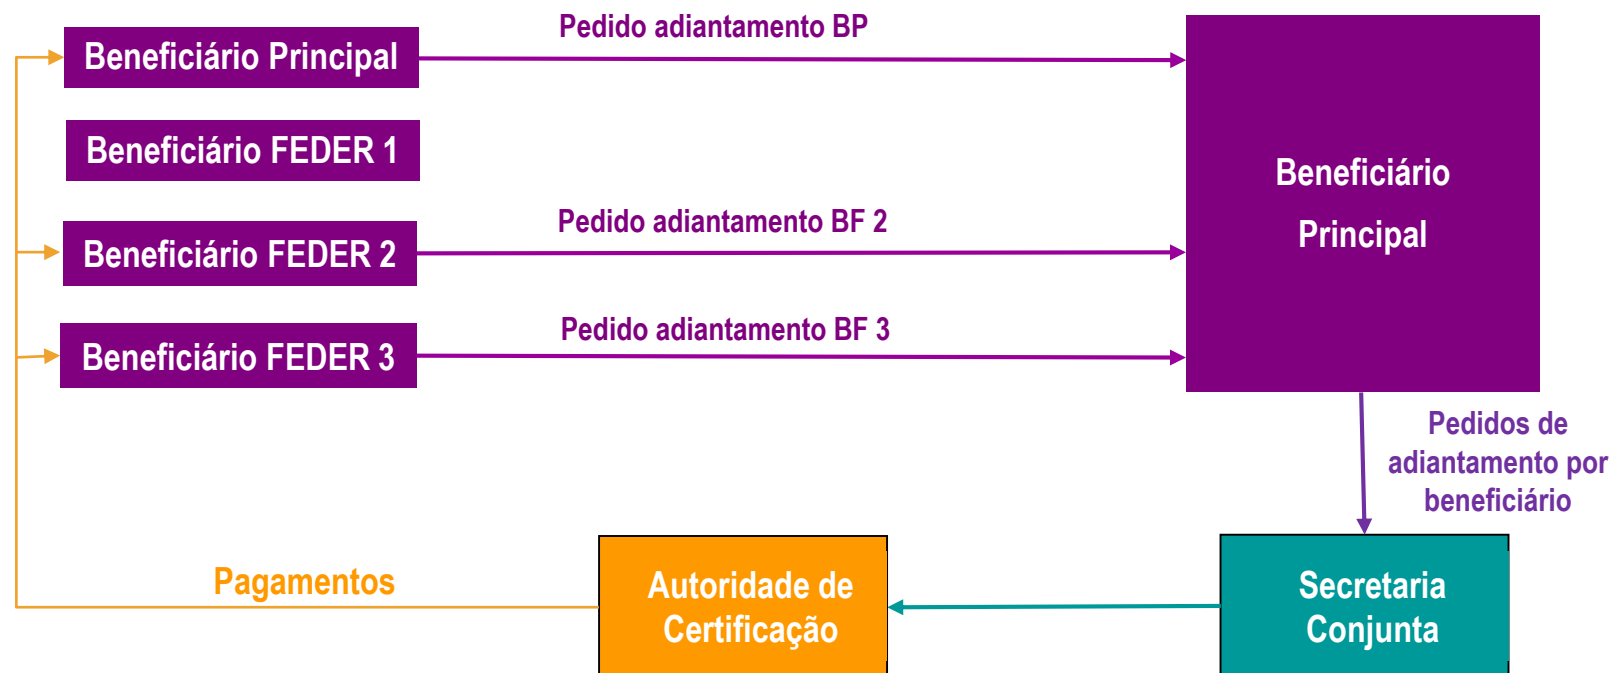 Pedido adiantamento BP
Beneficiário Principal
Beneficiário FEDER 1
Pedido adiantamento BF 2
Beneficiário FEDER 2
Pedido adiantamento BF 3
Beneficiário FEDER 3
Beneficiário
Principal
Pedidos de
adiantamento por
beneficiário
Pagamentos
Autoridade de
Certificação
Secretaria
Conjunta